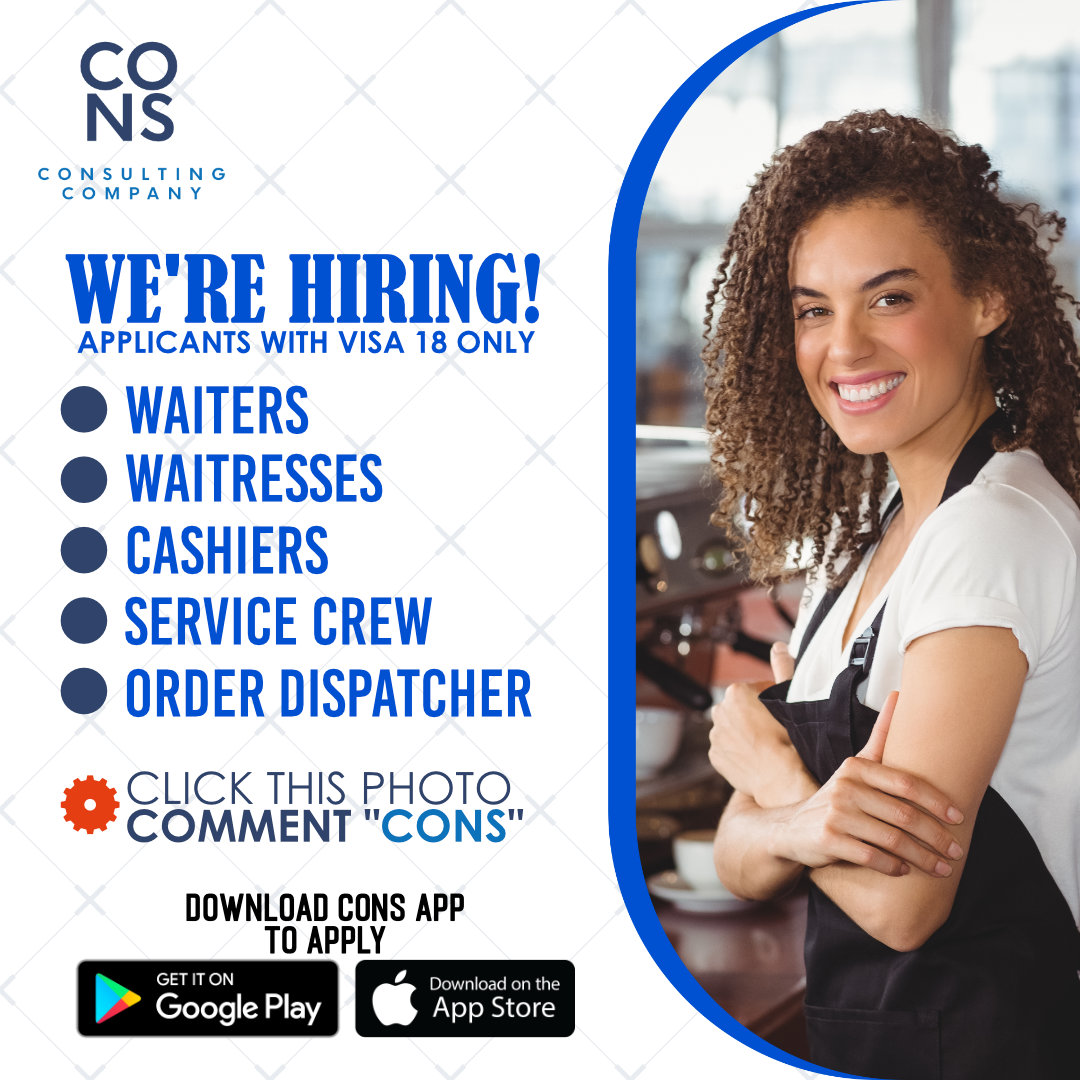 CO
NS
CONSULTING
COMPANY
WE'RE HIRING!
APPLICANTS WITH VISA 18 ONLY
WAITERS
WAITRESSES
CASHIERS
SERVICE CREW
ORDER DISPATCHER
CLICK THIS PHOTO
COMMENT "CONS"
DOWNLOAD CONS APP
TO APPLY
GET IT ON
Google Play
Download on the
App Store